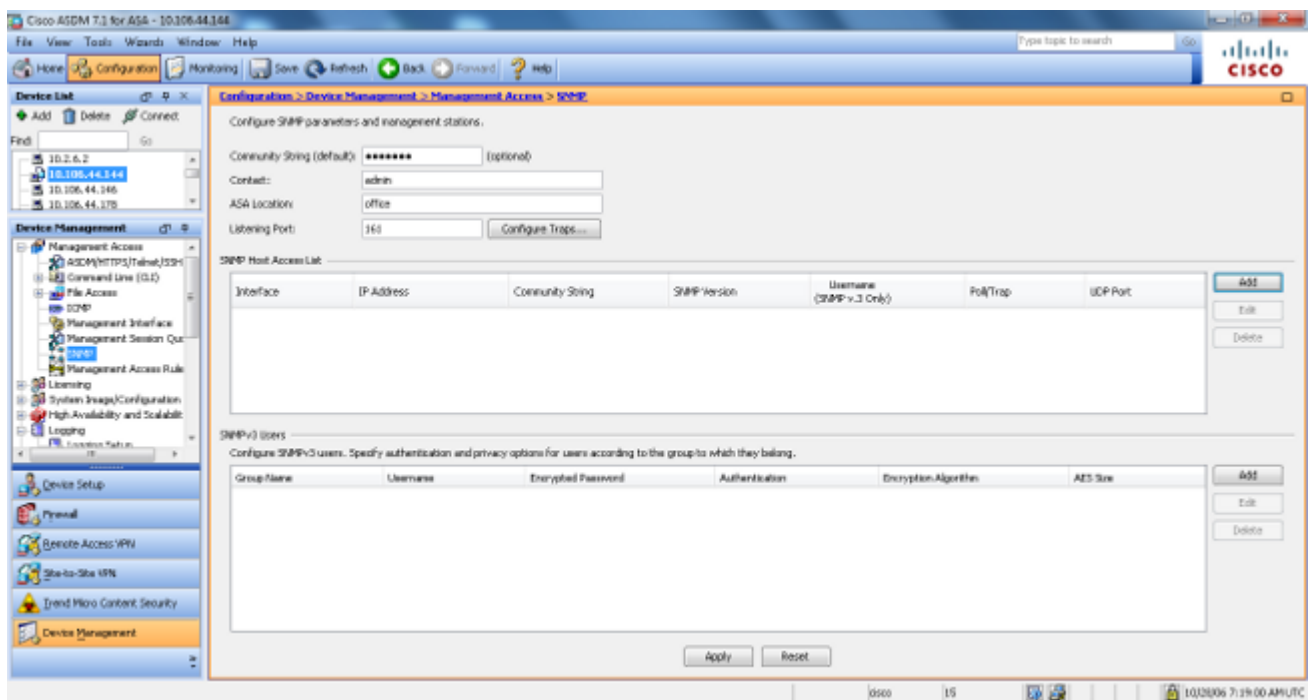 Cisco ASDM 7.1 for ASA - 10.106.44.144
File View Tools Wizards Window Help
Type topic to search Go
Home Configuration Monitoring Save Refresh Back Forward Help
CISCO
Device List
Add Delete Connect
Find: Go
10.2.6.2
10.106.44.144
10.106.44.146
10.106.44.178
Device Management
Management Access
ASDM/HTTPS/Telnet/SSH
Command Line (CLI)
File Access
ICMP
Management Interface
Management Session Quo
SNMP
Management Access Rule
Licensing
System Image/Configuration
High Availability and Scalabilit
Logging
Logging Setup
Device Setup
Firewall
Remote Access VPN
Site-to-Site VPN
Trend Micro Content Security
Device Management
Configuration > Device Management > Management Access > SNMP
Configure SNMP parameters and management stations.
Community String (default): ●●●●●●● (optional)
Contact: admin
ASA Location: office
Listening Port: 161 Configure Traps...
SNMP Host Access List
Interface IP Address Community String SNMP Version Username (SNMP v.3 Only) Poll/Trap UDP Port
Add
Edit
Delete
SNMPv3 Users
Configure SNMPv3 users. Specify authentication and privacy options for users according to the group to which they belong.
Group Name Username Encrypted Password Authentication Encryption Algorithm AES Size
Add
Edit
Delete
Apply Reset
cisco 15 10/28/06 7:19:00 AM UTC